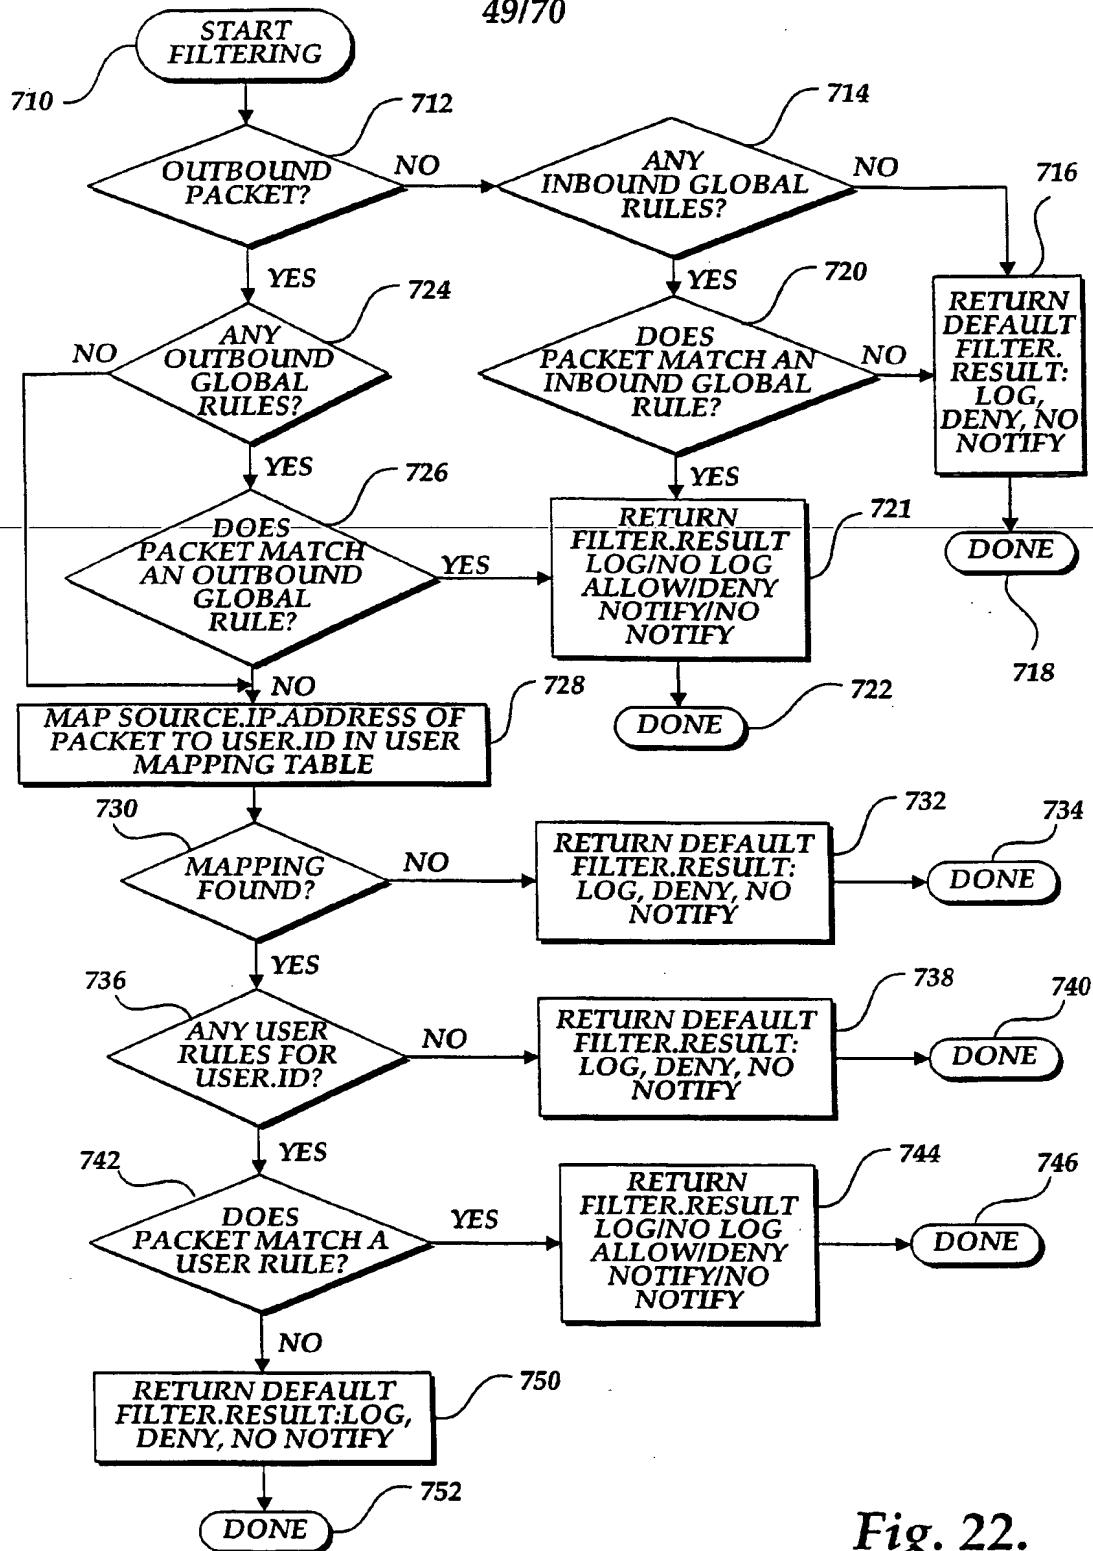 49/70
START
FILTERING
710
712
OUTBOUND
PACKET?
NO
714
ANY
INBOUND GLOBAL
RULES?
NO
716
YES
724
YES
720
RETURN
DEFAULT
FILTER.
RESULT:
LOG,
DENY, NO
NOTIFY
ANY
OUTBOUND
GLOBAL
RULES?
NO
DOES
PACKET MATCH AN
INBOUND GLOBAL
RULE?
NO
YES
726
YES
DOES
PACKET MATCH
AN OUTBOUND
GLOBAL
RULE?
YES
RETURN
FILTER.RESULT
LOG/NO LOG
ALLOW/DENY
NOTIFY/NO
NOTIFY
721
DONE
718
NO
728
MAP SOURCE.IP.ADDRESS OF
PACKET TO USER.ID IN USER
MAPPING TABLE
DONE
722
730
MAPPING
FOUND?
NO
RETURN DEFAULT
FILTER.RESULT:
LOG, DENY, NO
NOTIFY
732
DONE
734
YES
736
ANY USER
RULES FOR
USER.ID?
NO
RETURN DEFAULT
FILTER.RESULT:
LOG, DENY, NO
NOTIFY
738
DONE
740
YES
742
DOES
PACKET MATCH A
USER RULE?
YES
RETURN
FILTER.RESULT
LOG/NO LOG
ALLOW/DENY
NOTIFY/NO
NOTIFY
744
DONE
746
NO
RETURN DEFAULT
FILTER.RESULT:LOG,
DENY, NO NOTIFY
750
DONE
752
Fig. 22.